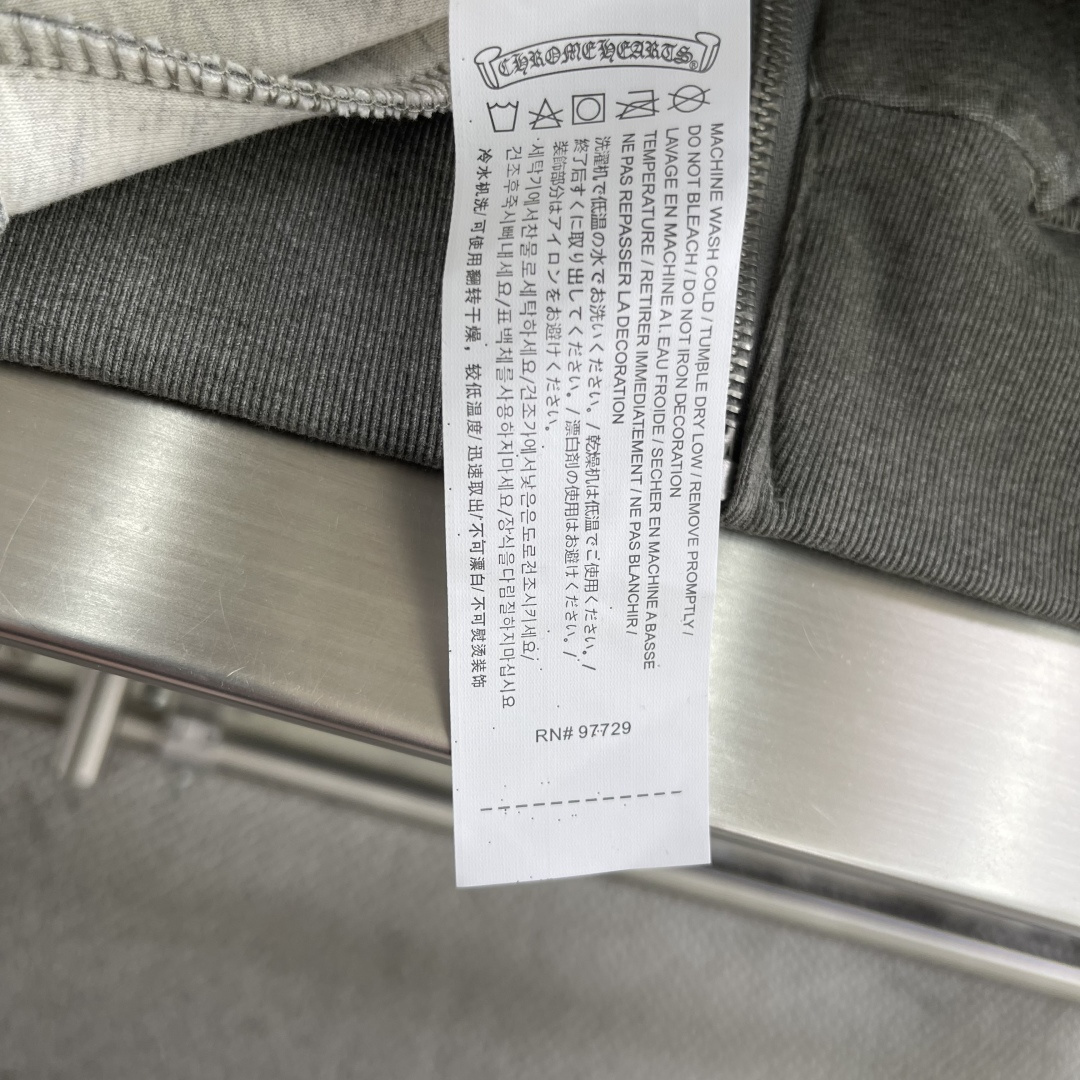 CHROME HEARTS®
MACHINE WASH COLD / TUMBLE DRY LOW / REMOVE PROMPTLY /
DO NOT BLEACH / DO NOT IRON DECORATION
LAVAGE EN MACHINE A L EAU FROIDE / SECHER EN MACHINE A BASSE
TEMPERATURE / RETIRER IMMEDIATEMENT / NE PAS BLANCHIR /
NE PAS REPASSER LA DECORATION
洗濯机で低温の水でお洗いください。/ 乾燥机は低温でご使用ください。/
終了后すくに取り出してください。/ 漂白剤の使用はお避けください。/
装飾部分はアイロンをお避けください。
세탁기에서찬물로세탁하세요/건조기에서낮은온도로건조시키세요/
건조후즉시빼내세요/표백체를사용하지마세요/장식을다림질하지마십시요
冷水机洗/可使用翻转干燥，较低温度/迅速取出/不可漂白/不可熨烫装饰
RN# 97729